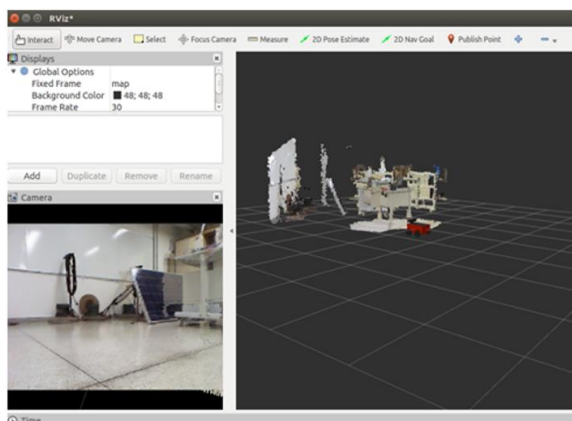 RViz*
Interact Move Camera Select Focus Camera Measure 2D Pose Estimate 2D Nav Goal Publish Point
Displays
Global Options
Fixed Frame map
Background Color 48; 48; 48
Frame Rate 30
Add Duplicate Remove Rename
Camera
Time